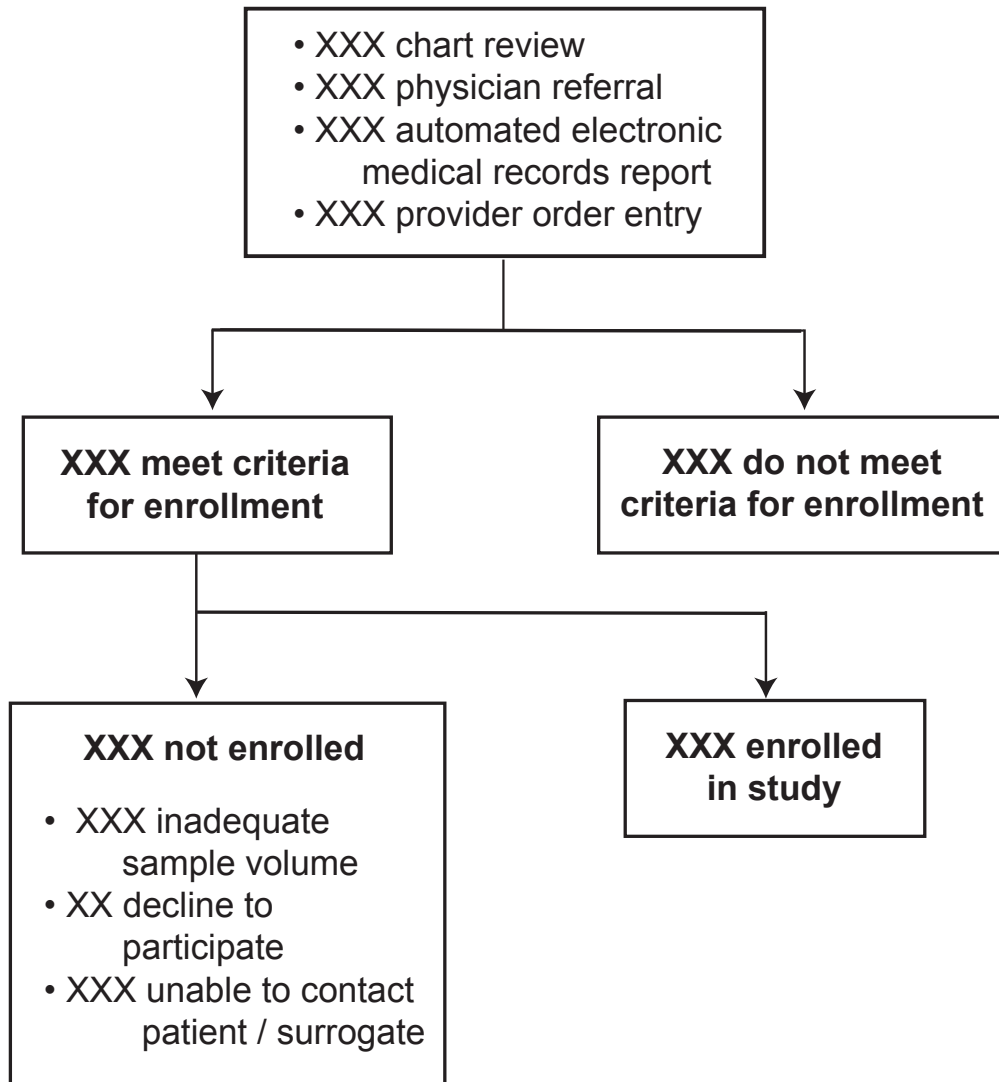 • XXX chart review
• XXX physician referral
• XXX automated electronic
medical records report
• XXX provider order entry
XXX meet criteria
for enrollment
XXX do not meet
criteria for enrollment
XXX not enrolled
• XXX inadequate
sample volume
• XX decline to
participate
• XXX unable to contact
patient / surrogate
XXX enrolled
in study